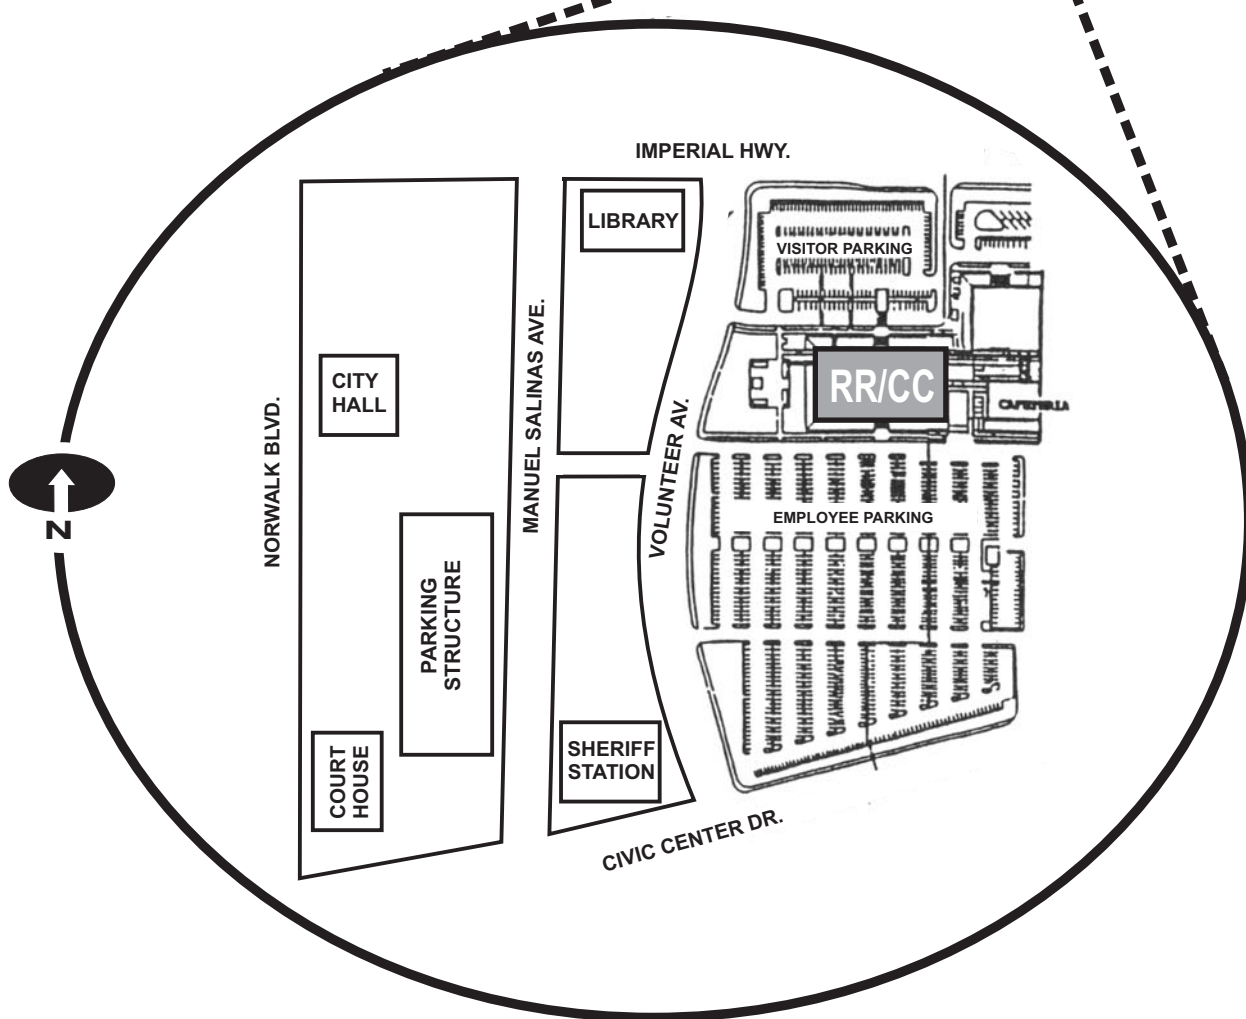 IMPERIAL HWY.
LIBRARY
VISITOR PARKING
MANUEL SALINAS AVE.
CITY
HALL
RR/CC
NORWALK BLVD.
VOLUNTEER AV.
CAFETERIA
N
EMPLOYEE PARKING
PARKING
STRUCTURE
COURT
HOUSE
SHERIFF
STATION
CIVIC CENTER DR.